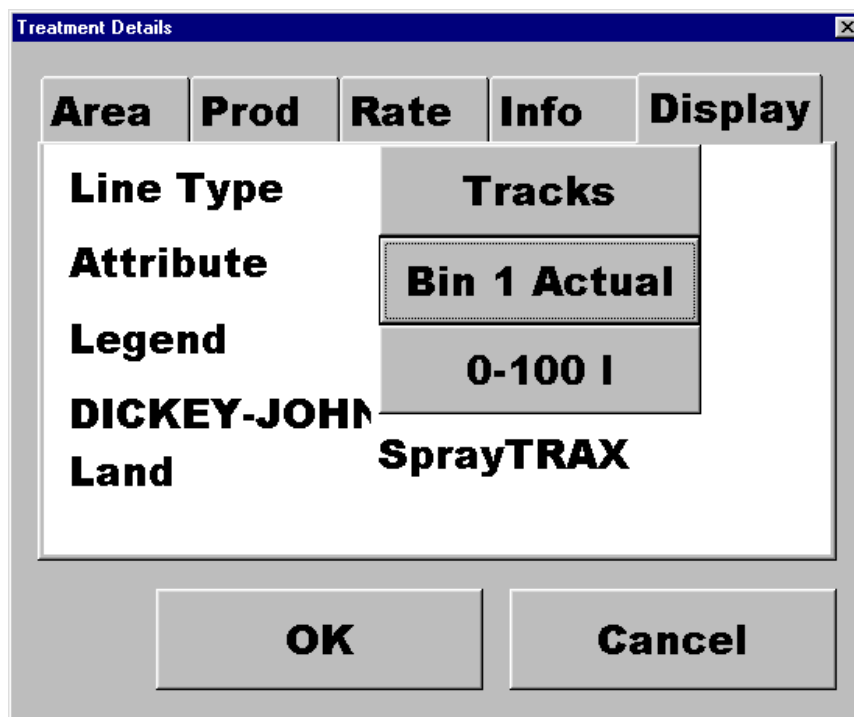 Treatment Details
Area Prod Rate Info Display
Line Type Tracks
Attribute Bin 1 Actual
Legend 0-100 l
DICKEY-JOHN
Land SprayTRAX
OK Cancel